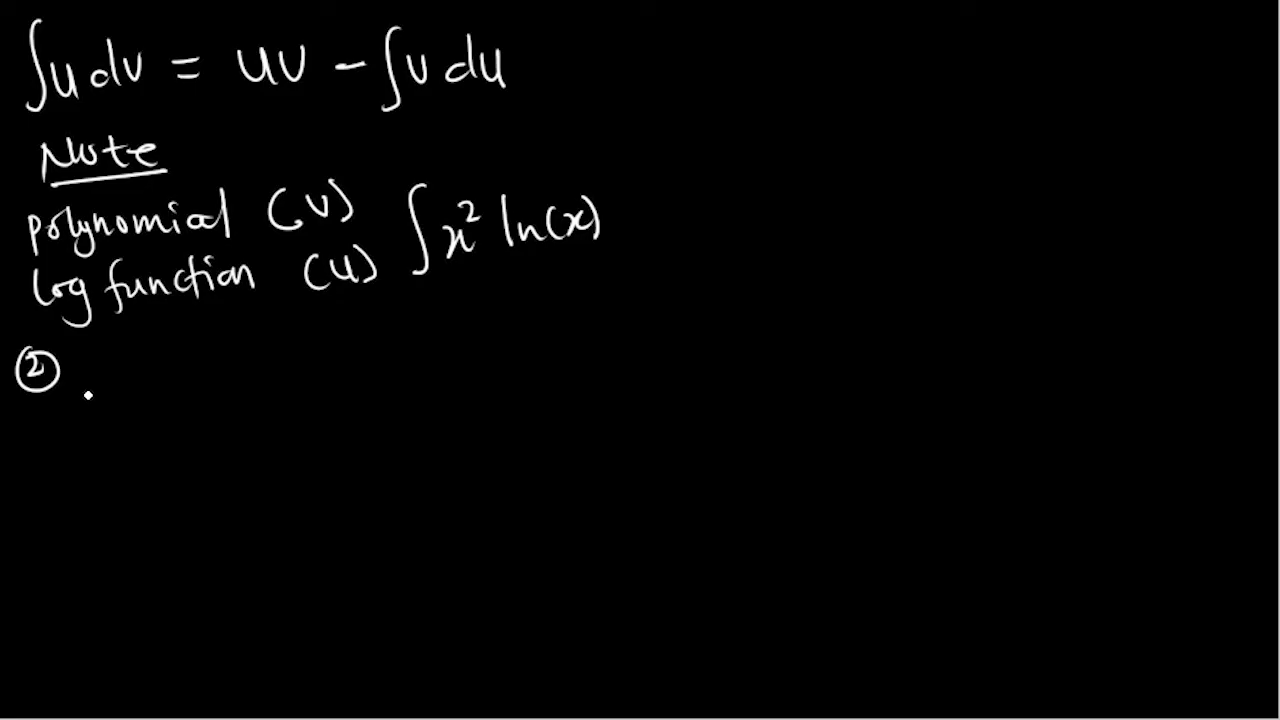 ∫u dv = uv - ∫v du
Note
polynomial (v) ∫x² ln(x)
log function (u)
②